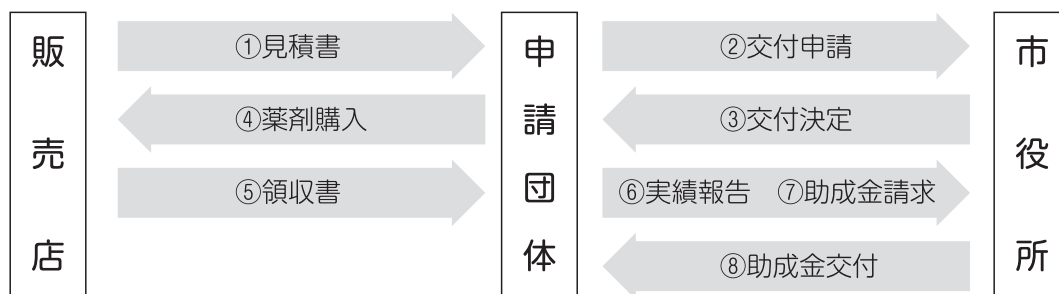 販売店
①見積書
④薬剤購入
⑤領収書
申請団体
②交付申請
③交付決定
⑥実績報告 ⑦助成金請求
⑧助成金交付
市役所